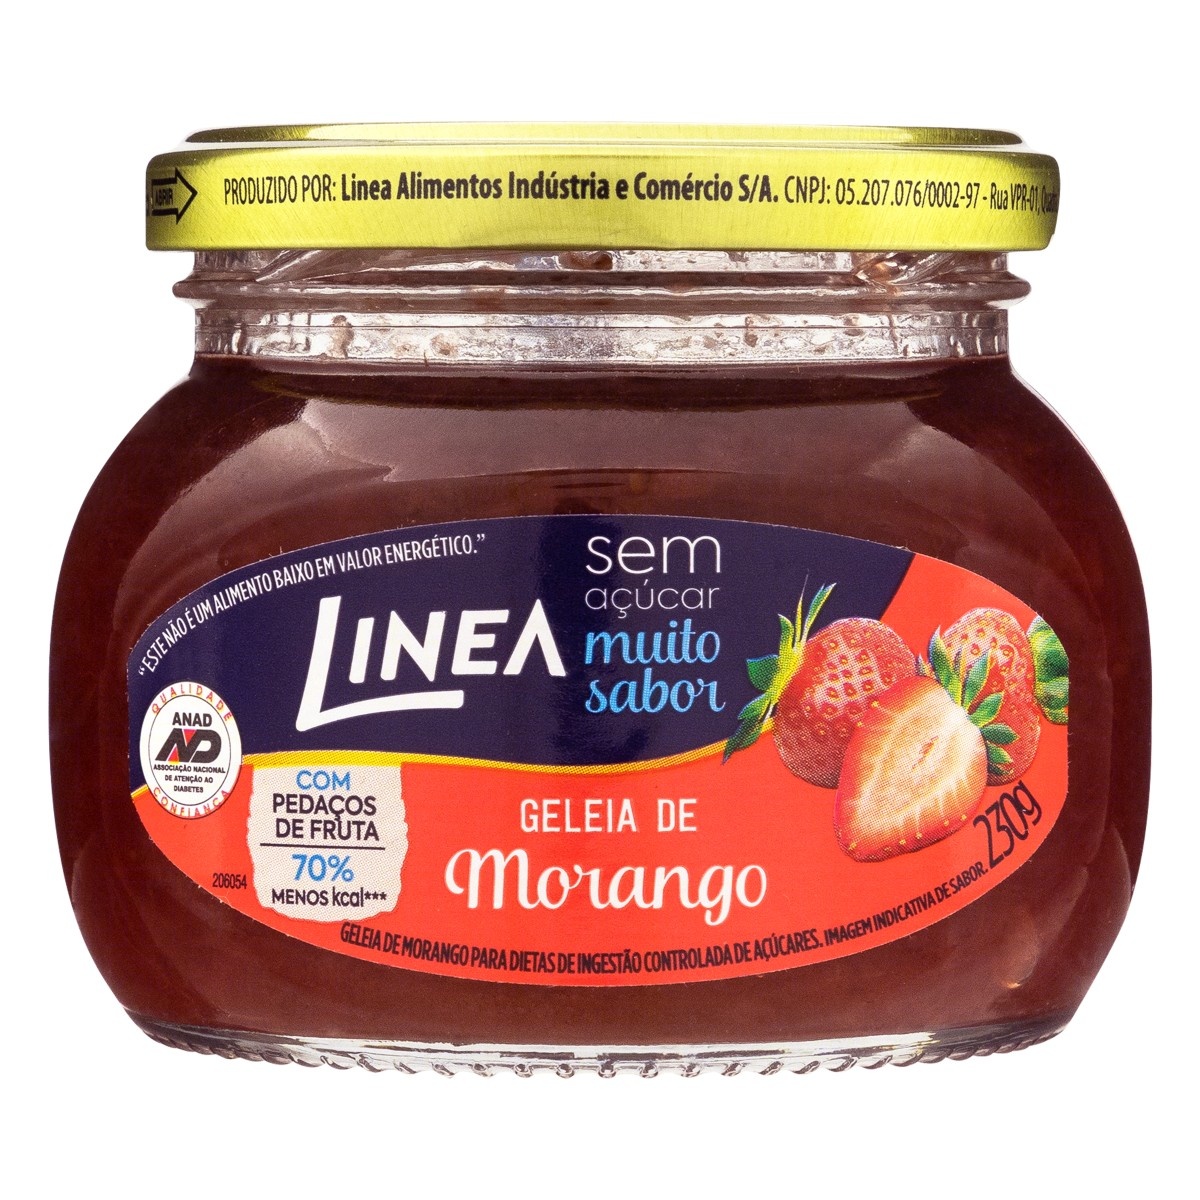 ABRIR
PRODUZIDO POR: Linea Alimentos Indústria e Comércio S/A. CNPJ: 05.207.076/0002-97 - Rua VPR-01,
"ESTE NÃO É UM ALIMENTO BAIXO EM VALOR ENERGÉTICO."
LINEA
sem
açúcar
muito
sabor
QUALIDADE
ANAD
AND
ASSOCIAÇÃO NACIONAL
DE ATENÇÃO AO
DIABETES
CONFIANÇA
COM
PEDAÇOS
DE FRUTA
70%
MENOS kcal***
206054
GELEIA DE
Morango
230g
GELEIA DE MORANGO PARA DIETAS DE INGESTÃO CONTROLADA DE AÇÚCARES. IMAGEM INDICATIVA DE SABOR.